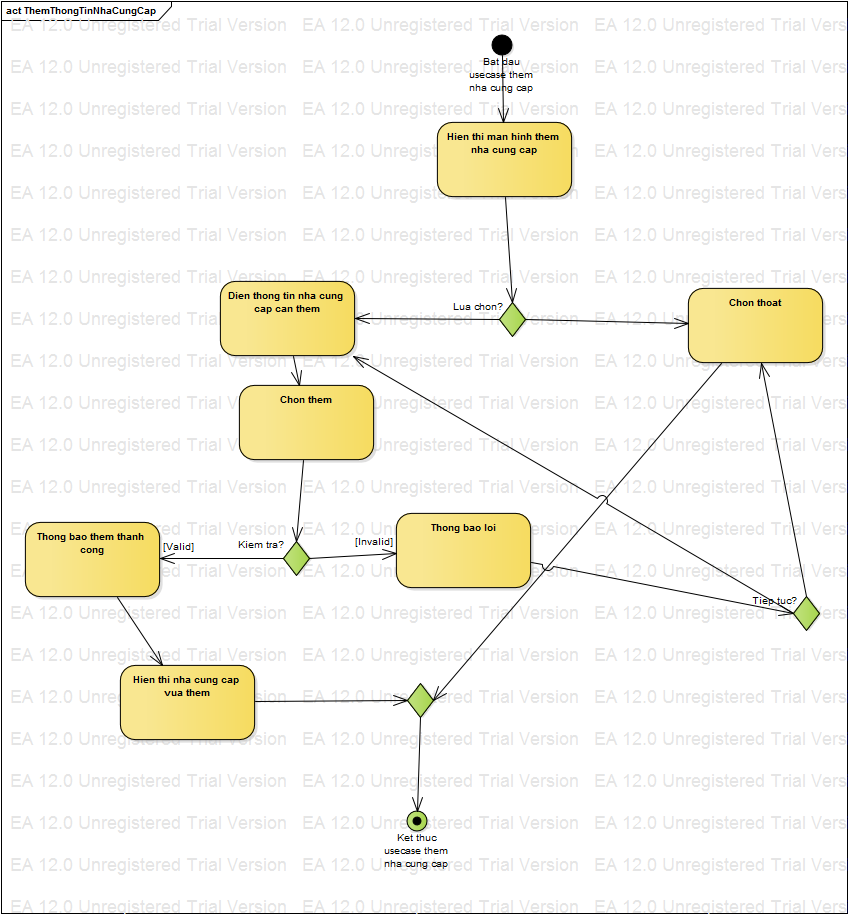 act ThemThongTinNhaCungCap
EA 12.0 Unregistered Trial Version
Bat dau
usecase them
nha cung cap
Hien thi man hinh them
nha cung cap
Lua chon?
Dien thong tin nha cung
cap can them
Chon thoat
Chon them
Kiem tra?
[Valid]
[Invalid]
Thong bao them thanh
cong
Thong bao loi
Tiep tuc?
Hien thi nha cung cap
vua them
Ket thuc
usecase them
nha cung cap